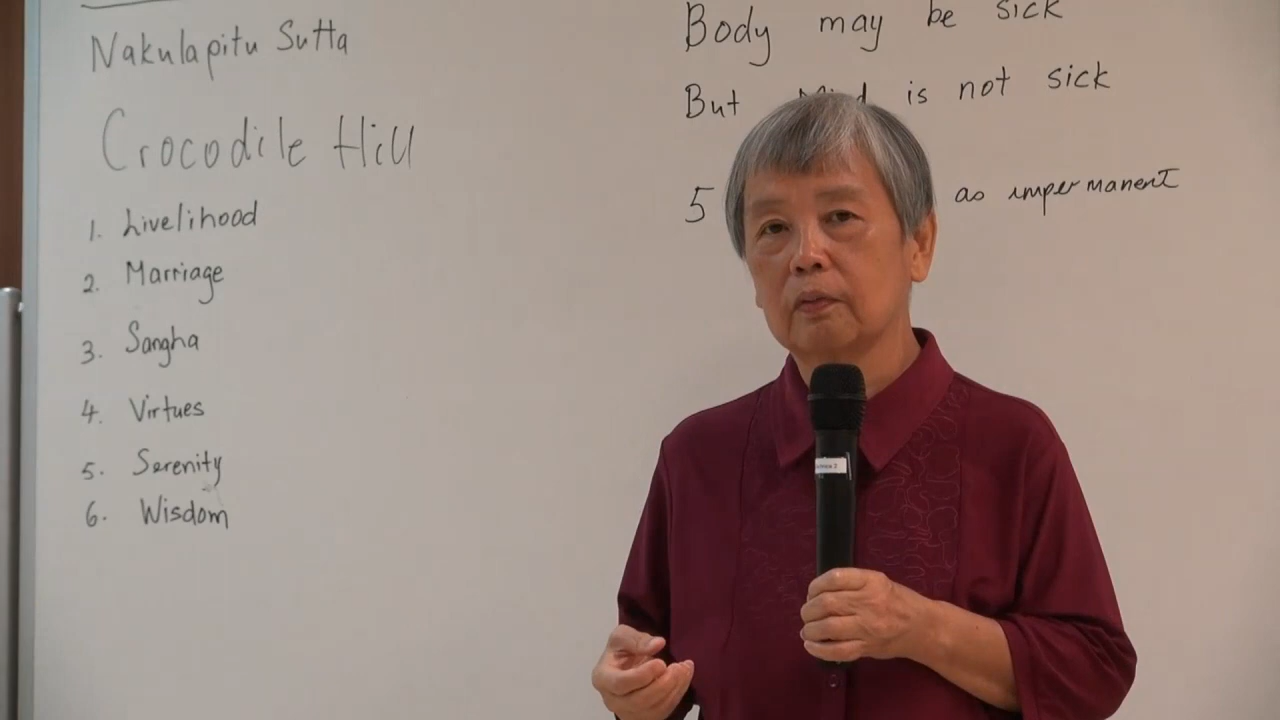 Nakulapitu Sutta
Crocodile Hill
1. Livelihood
2. Marriage
3. Sangha
4. Virtues
5. Serenity
6. Wisdom
Body may be sick
But Mind is not sick
5 as impermanent